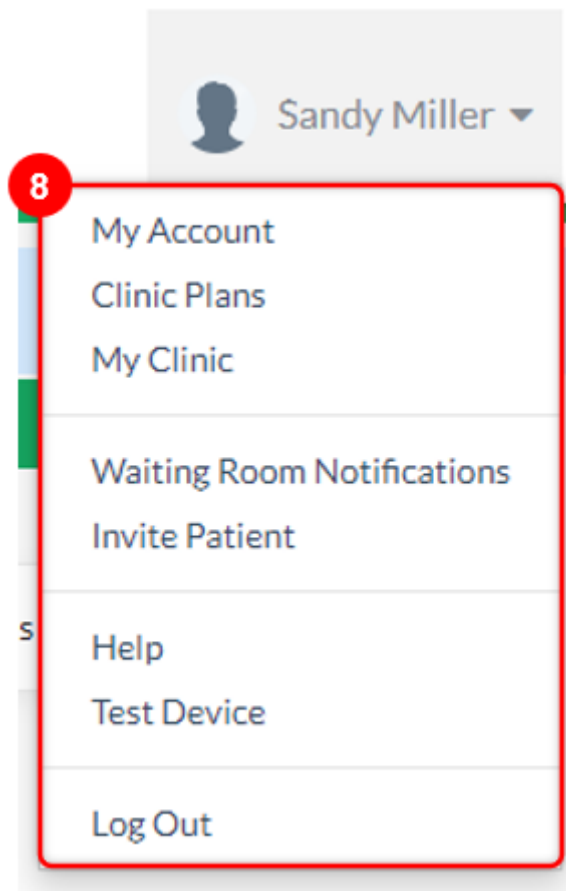 Sandy Miller
8
My Account
Clinic Plans
My Clinic
Waiting Room Notifications
Invite Patient
s
Help
Test Device
Log Out